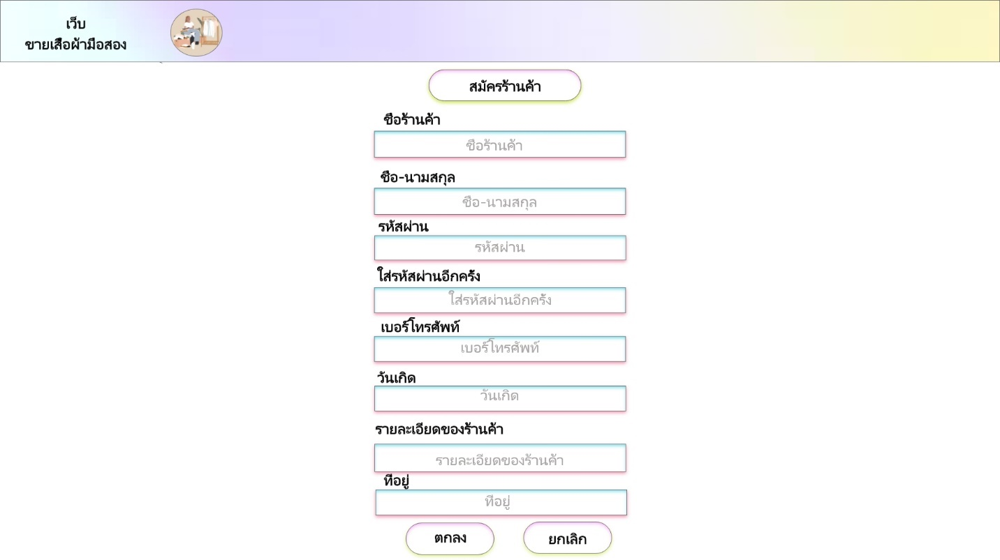 เว็บ
ขายเสื้อผ้ามือสอง
สมัครร้านค้า
ชื่อร้านค้า
ชื่อร้านค้า
ชื่อ-นามสกุล
ชื่อ-นามสกุล
รหัสผ่าน
รหัสผ่าน
ใส่รหัสผ่านอีกครั้ง
ใส่รหัสผ่านอีกครั้ง
เบอร์โทรศัพท์
เบอร์โทรศัพท์
วันเกิด
วันเกิด
รายละเอียดของร้านค้า
รายละเอียดของร้านค้า
ที่อยู่
ที่อยู่
ตกลง
ยกเลิก